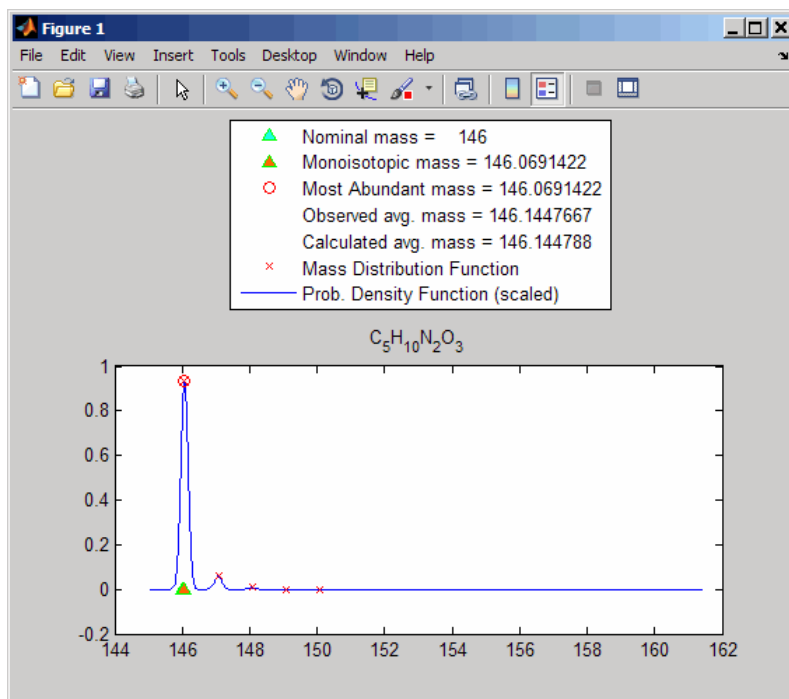 Figure 1
File Edit View Insert Tools Desktop Window Help
Nominal mass = 146
Monoisotopic mass = 146.0691422
Most Abundant mass = 146.0691422
Observed avg. mass = 146.1447667
Calculated avg. mass = 146.144788
Mass Distribution Function
Prob. Density Function (scaled)
C5H10N2O3
1
0.8
0.6
0.4
0.2
0
-0.2
144 146 148 150 152 154 156 158 160 162